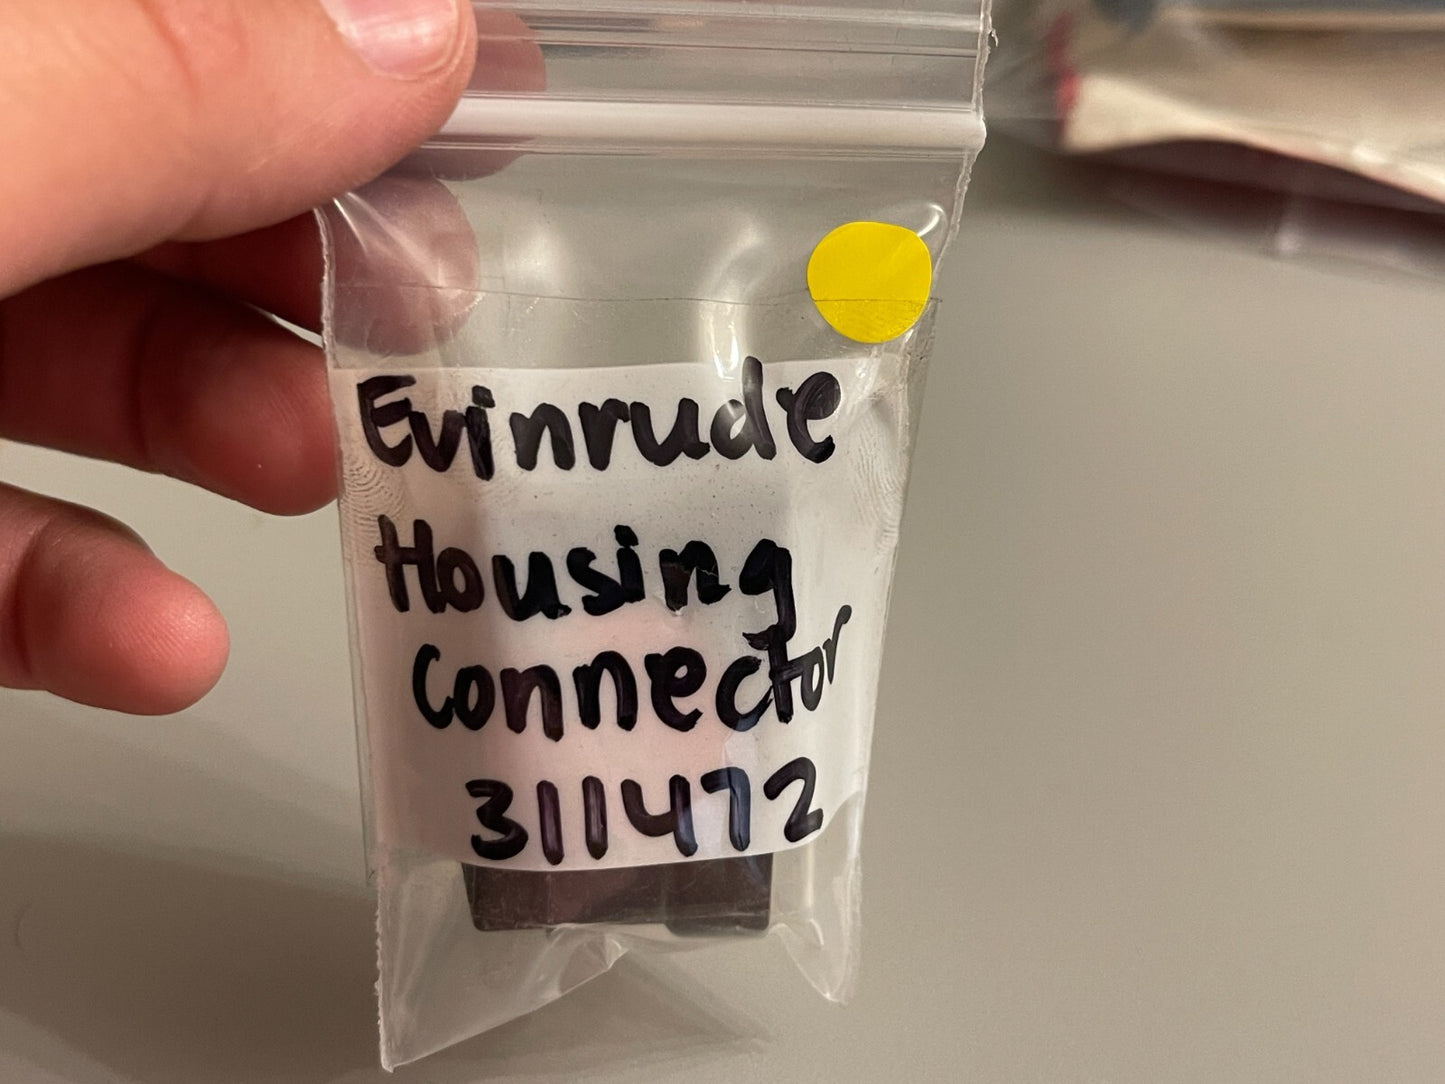 Evinrude
Housing
Connector
311472